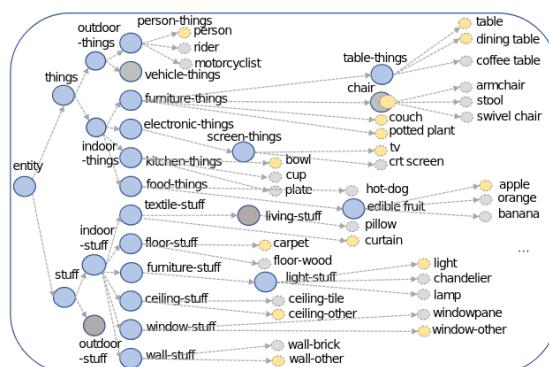 person-things
person
rider
motorcyclist
outdoor
-things
vehicle-things
things
furniture-things
table-things
table
dining table
coffee table
chair
armchair
stool
swivel chair
couch
potted plant
electronic-things
screen-things
tv
crt screen
indoor
-things
kitchen-things
bowl
cup
plate
food-things
hot-dog
edible fruit
apple
orange
banana
entity
textile-stuff
living-stuff
pillow
curtain
indoor
-stuff
floor-stuff
carpet
floor-wood
...
furniture-stuff
light-stuff
light
chandelier
lamp
stuff
ceiling-stuff
ceiling-tile
ceiling-other
window-stuff
windowpane
window-other
outdoor
-stuff
wall-stuff
wall-brick
wall-other